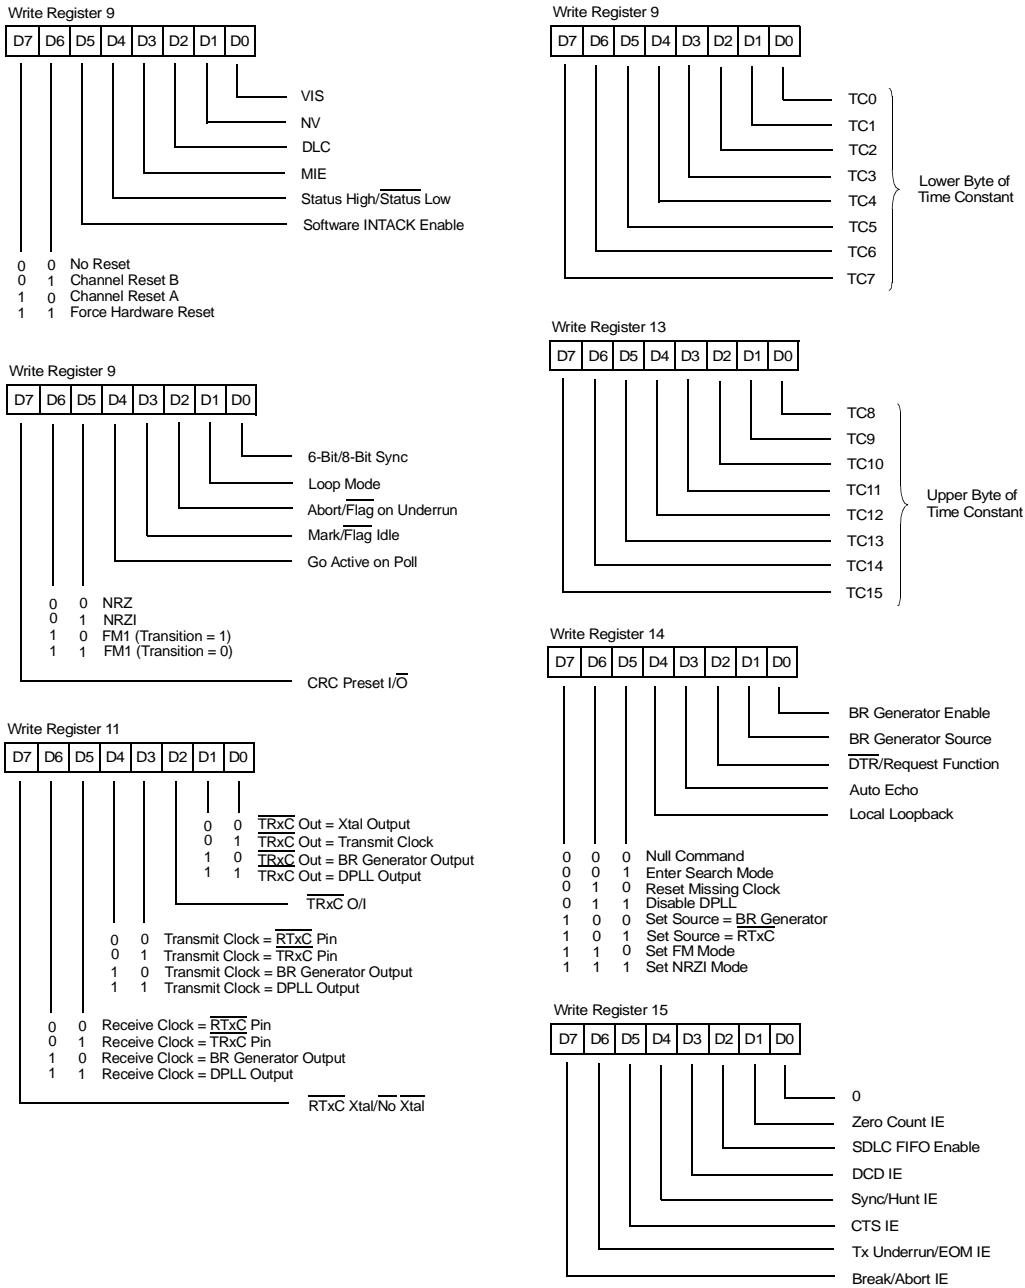 Write Register 9
D7 D6 D5 D4 D3 D2 D1 D0
VIS
NV
DLC
MIE
Status High/Status Low
Software INTACK Enable
0 0 No Reset
0 1 Channel Reset B
1 0 Channel Reset A
1 1 Force Hardware Reset
Write Register 9
D7 D6 D5 D4 D3 D2 D1 D0
6-Bit/8-Bit Sync
Loop Mode
Abort/Flag on Underrun
Mark/Flag Idle
Go Active on Poll
0 0 NRZ
0 1 NRZI
1 0 FM1 (Transition = 1)
1 1 FM1 (Transition = 0)
CRC Preset I/O
Write Register 11
D7 D6 D5 D4 D3 D2 D1 D0
0 0 TRxC Out = Xtal Output
0 1 TRxC Out = Transmit Clock
1 0 TRxC Out = BR Generator Output
1 1 TRxC Out = DPLL Output
TRxC O/I
0 0 Transmit Clock = RTxC Pin
0 1 Transmit Clock = TRxC Pin
1 0 Transmit Clock = BR Generator Output
1 1 Transmit Clock = DPLL Output
0 0 Receive Clock = RTxC Pin
0 1 Receive Clock = TRxC Pin
1 0 Receive Clock = BR Generator Output
1 1 Receive Clock = DPLL Output
RTxC Xtal/No Xtal
Write Register 9
D7 D6 D5 D4 D3 D2 D1 D0
TC0
TC1
TC2
TC3
TC4
TC5
TC6
TC7
Lower Byte of
Time Constant
Write Register 13
D7 D6 D5 D4 D3 D2 D1 D0
TC8
TC9
TC10
TC11
TC12
TC13
TC14
TC15
Upper Byte of
Time Constant
Write Register 14
D7 D6 D5 D4 D3 D2 D1 D0
BR Generator Enable
BR Generator Source
DTR/Request Function
Auto Echo
Local Loopback
0 0 0 Null Command
0 0 1 Enter Search Mode
0 1 0 Reset Missing Clock
0 1 1 Disable DPLL
1 0 0 Set Source = BR Generator
1 0 1 Set Source = RTxC
1 1 0 Set FM Mode
1 1 1 Set NRZI Mode
Write Register 15
D7 D6 D5 D4 D3 D2 D1 D0
0
Zero Count IE
SDLC FIFO Enable
DCD IE
Sync/Hunt IE
CTS IE
Tx Underrun/EOM IE
Break/Abort IE